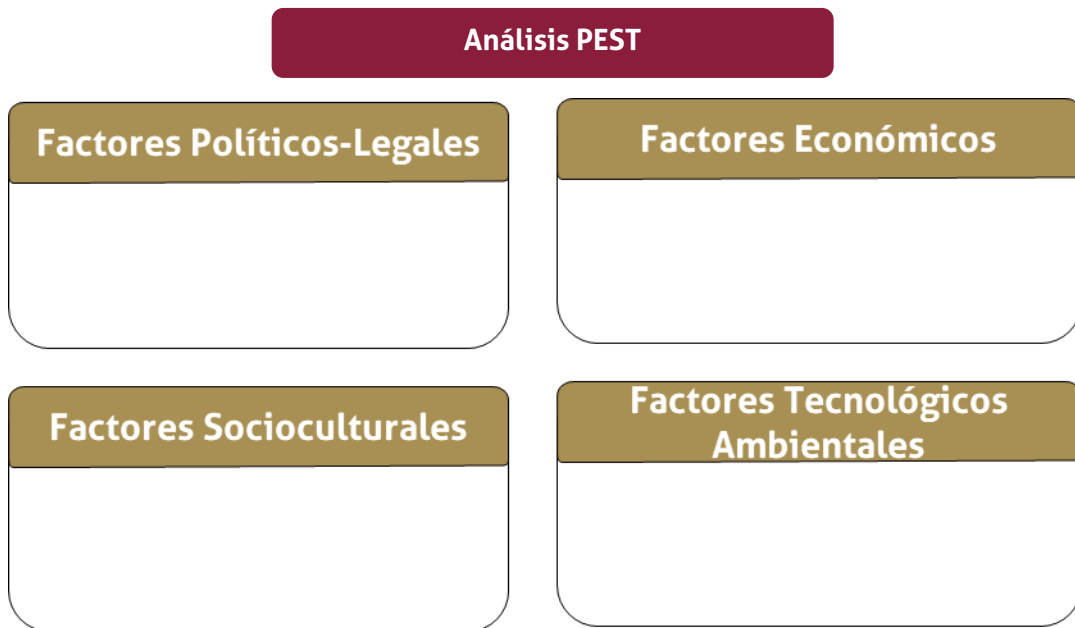 Análisis PEST
Factores Políticos-Legales
Factores Económicos
Factores Socioculturales
Factores Tecnológicos
Ambientales